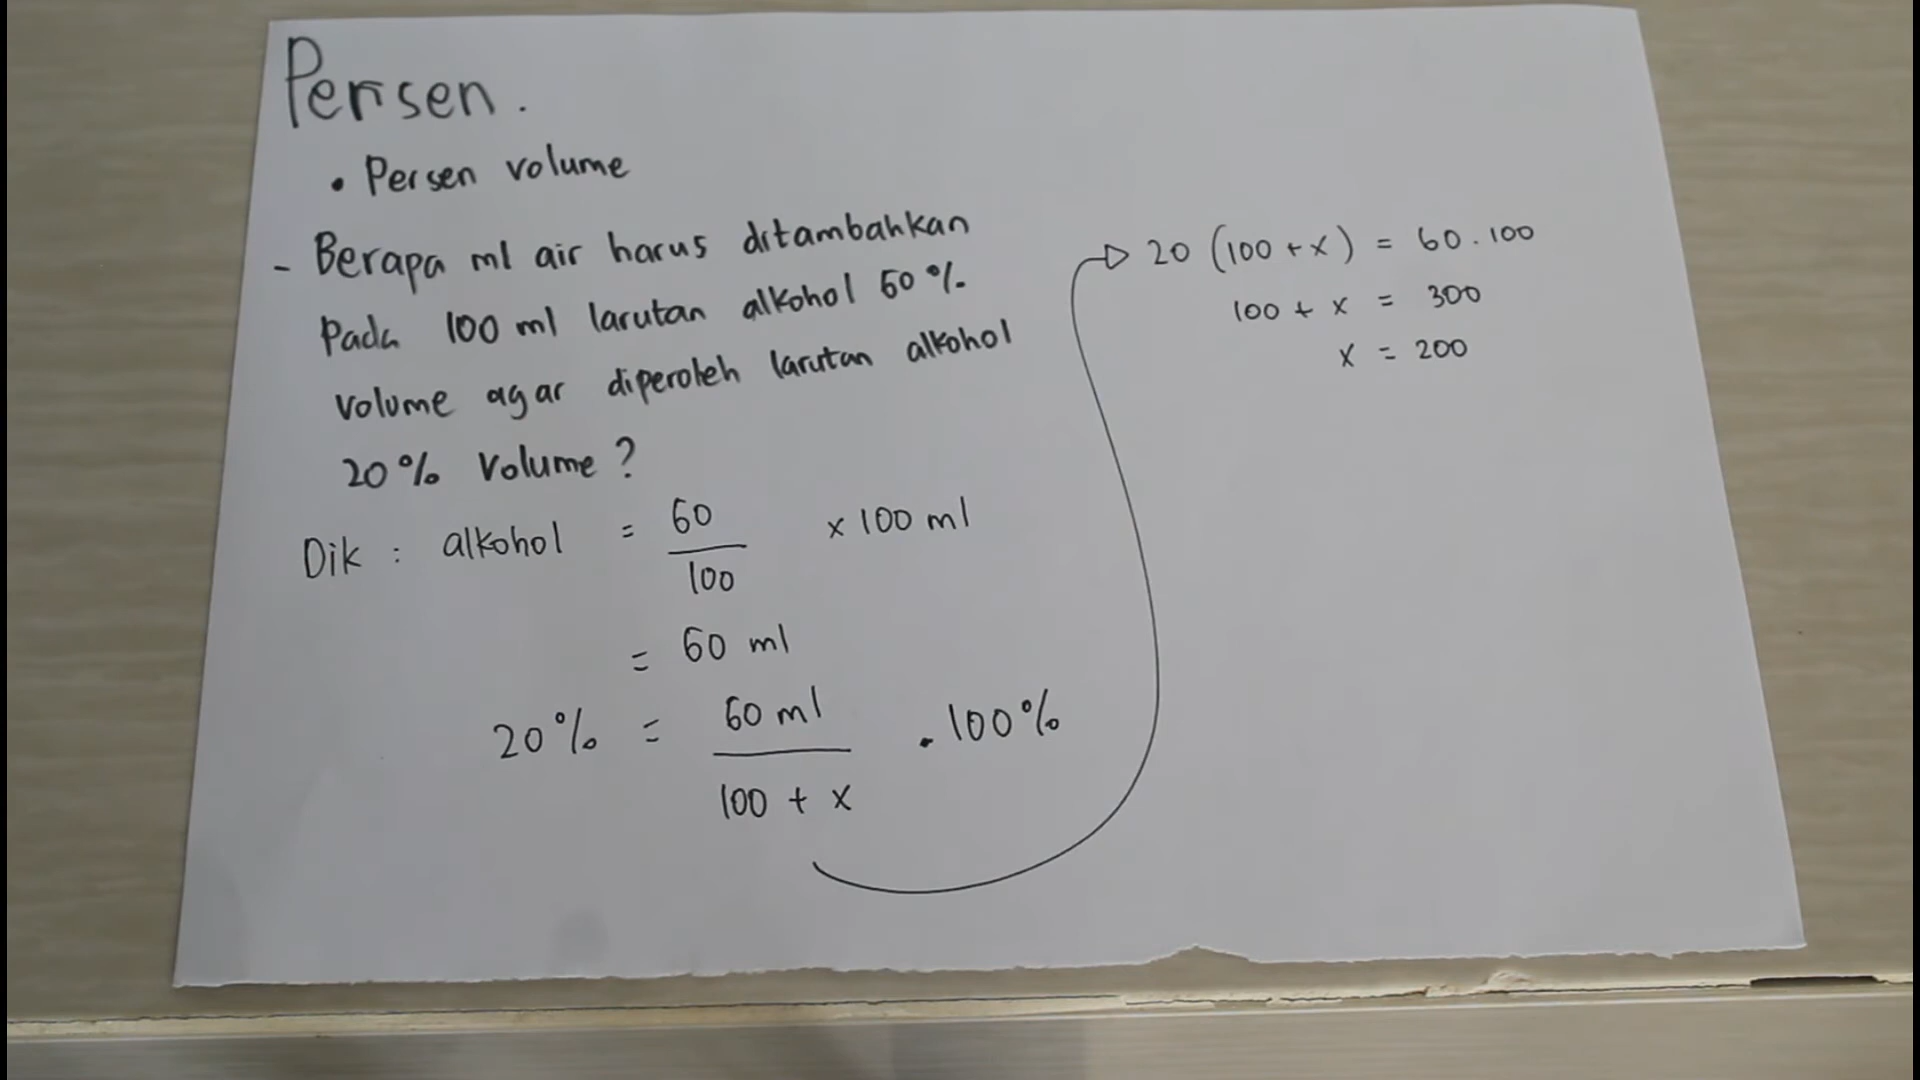 Persen.
• Persen volume
- Berapa ml air harus ditambahkan
Pada 100 ml larutan alkohol 60%
volume agar diperoleh larutan alkohol
20% Volume?
Dik : alkohol = 60/100 x 100 ml
= 60 ml
20% = 60 ml/100 + x . 100%
20 (100 + x) = 60.100
100 + x = 300
x = 200